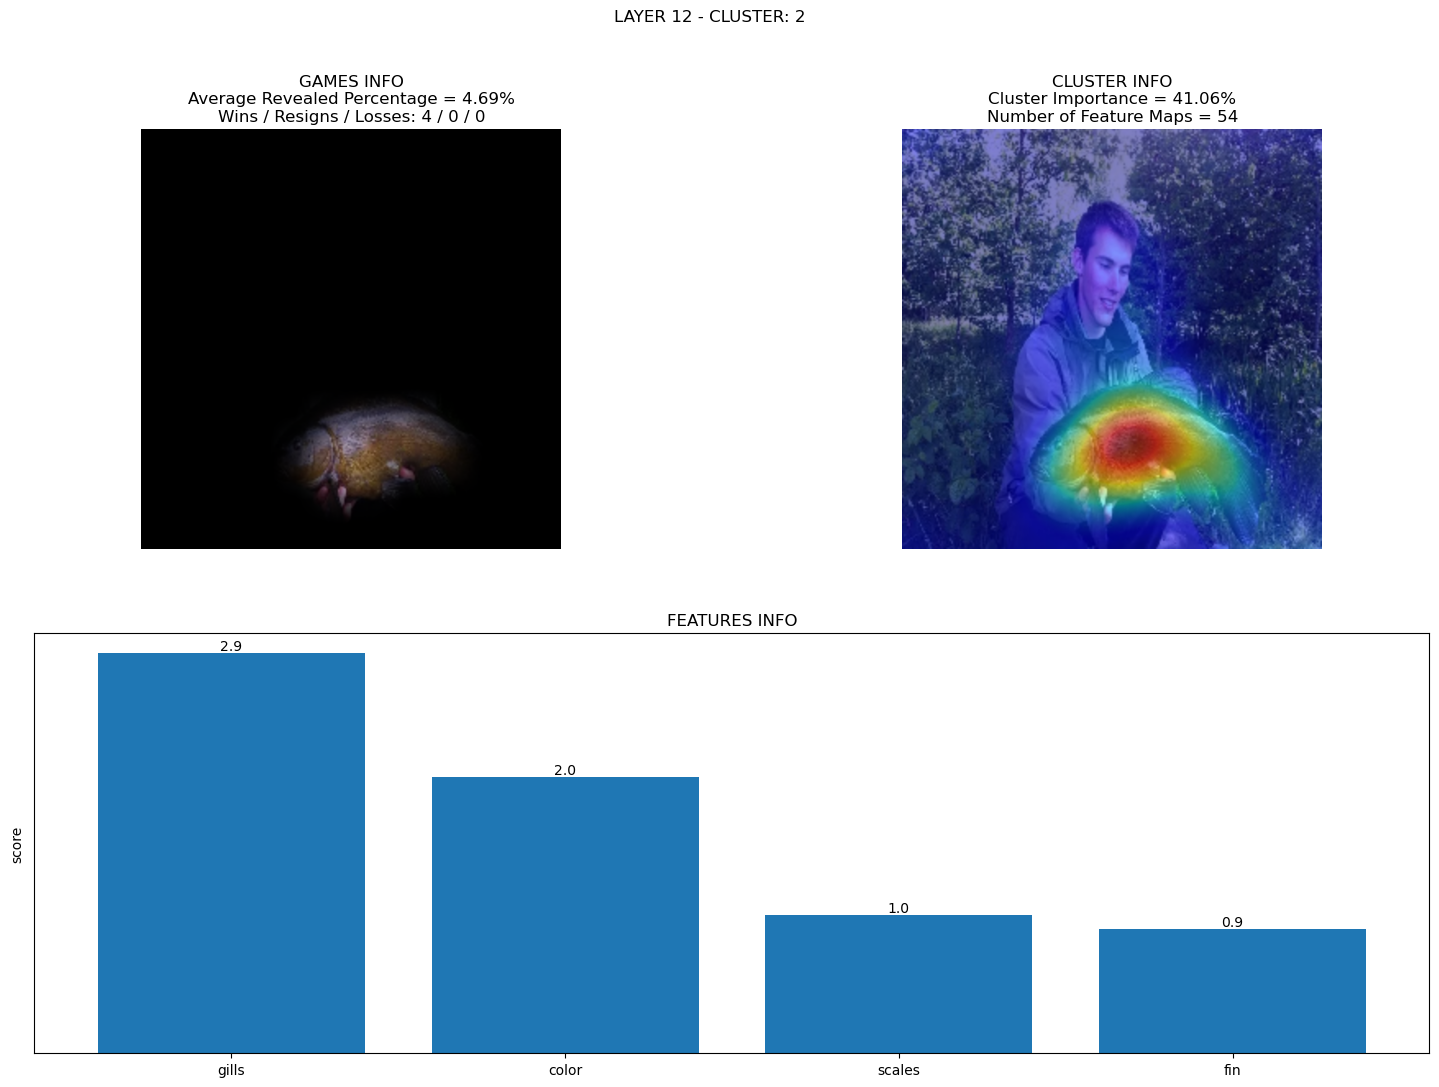 LAYER 12 - CLUSTER: 2
GAMES INFO
Average Revealed Percentage = 4.69%
Wins / Resigns / Losses: 4 / 0 / 0
CLUSTER INFO
Cluster Importance = 41.06%
Number of Feature Maps = 54
FEATURES INFO
score
2.9
2.0
1.0
0.9
gills
color
scales
fin